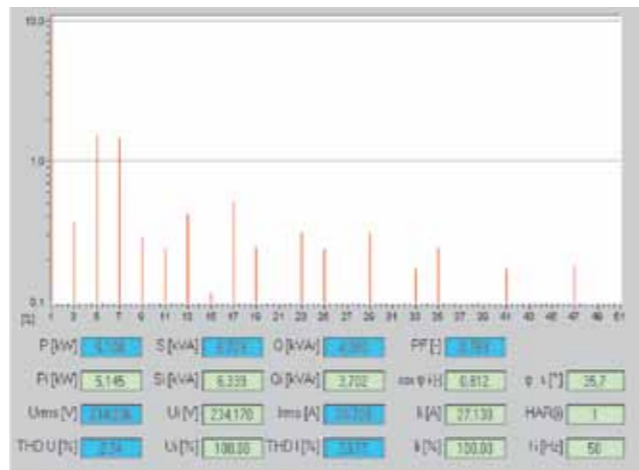 10.0
1.0
0.1
1 3 5 7 9 11 13 15 17 19 21 23 25 27 29 31 33 35 37 39 41 43 45 47 49 51
[%]
P [kW] S [kVA] Q [kVAr] PF [-]
Pi [kW] 5,145 Si [kVA] 6,339 Qi [kVAr] 3,702 cos φ i [-] 0,812 φ i [°] 35,7
Urms [V] Ui [V] 234,170 Irms [A] Ii [A] 27,130 HAR@ 1
THD U [%] Ui [%] 100,00 THD I [%] Ii [%] 100,00 fi [Hz] 50